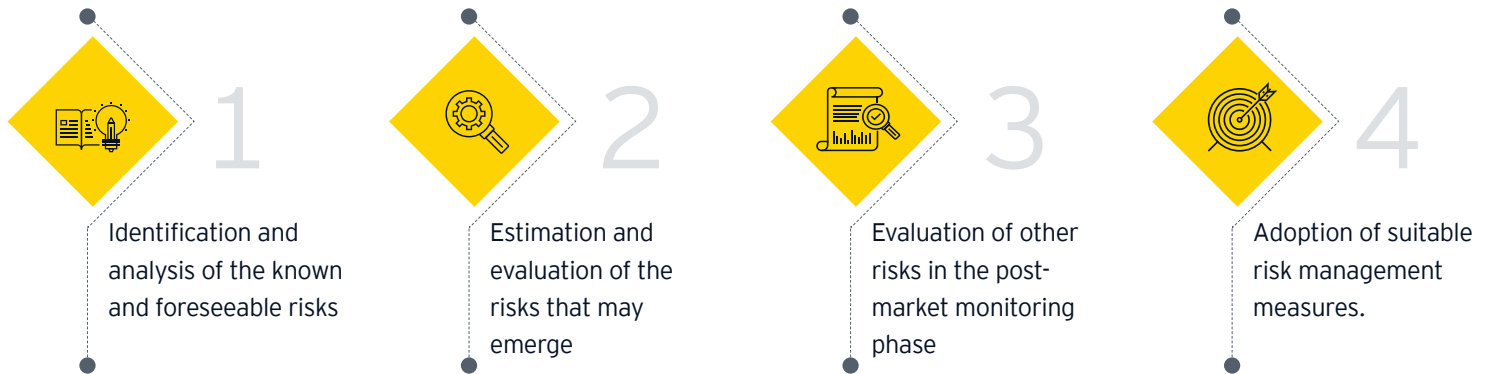 1
Identification and
analysis of the known
and foreseeable risks
2
Estimation and
evaluation of the
risks that may
emerge
3
Evaluation of other
risks in the post-
market monitoring
phase
4
Adoption of suitable
risk management
measures.